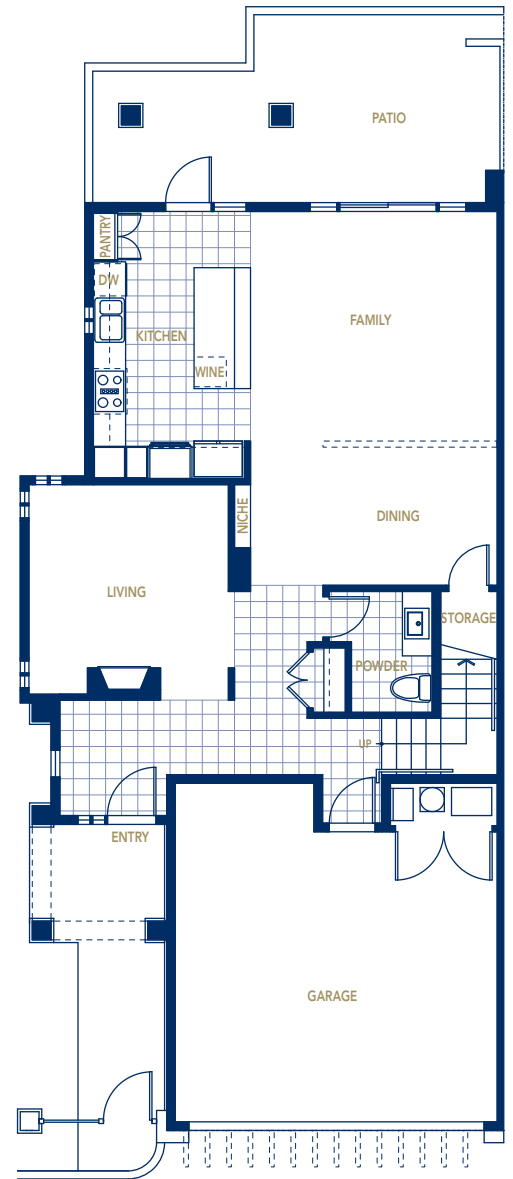 PATIO
PANTRY
DW
KITCHEN
FAMILY
WINE
NICHE
DINING
LIVING
STORAGE
POWDER
UP
ENTRY
GARAGE